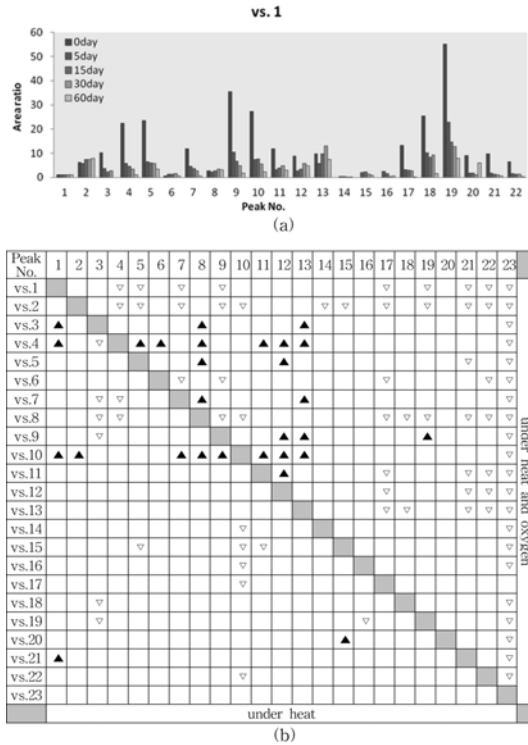 vs. 1
60
50
40
30
20
10
0
Area ratio
0day
5day
15day
30day
60day
1 2 3 4 5 6 7 8 9 10 11 12 13 14 15 16 17 18 19 20 21 22
Peak No.
(a)
Peak No. 1 2 3 4 5 6 7 8 9 10 11 12 13 14 15 16 17 18 19 20 21 22 23
vs.1 ▽ ▽ ▽ ▽ ▽ ▽ ▽ ▽ ▽
vs.2 ▽ ▽ ▽ ▽ ▽ ▽ ▽ ▽ ▽ ▽ ▽ ▽
vs.3 ▲ ▲ ▲ ▽
vs.4 ▲ ▽ ▲ ▲ ▲ ▲ ▲ ▲ ▽
vs.5 ▲ ▲ ▽ ▽
vs.6 ▽ ▽ ▽ ▽ ▽
vs.7 ▽ ▽ ▲ ▲ ▽
vs.8 ▽ ▽ ▽ ▽ ▽ ▽ ▽ ▽ ▽ ▽
vs.9 ▽ ▲ ▲ ▲ ▽
vs.10 ▲ ▲ ▲ ▲ ▲ ▲ ▲ ▲ ▽
vs.11 ▲ ▽ ▽ ▽ ▽
vs.12 ▽ ▽ ▽ ▽
vs.13 ▽ ▽ ▽ ▽ ▽
vs.14 ▽ ▽
vs.15 ▽ ▽ ▽ ▽
vs.16 ▽ ▽
vs.17 ▽
vs.18 ▽ ▽
vs.19 ▽ ▽ ▽
vs.20 ▲ ▽
vs.21 ▲ ▽
vs.22 ▽ ▽
vs.23
under heat and oxygen
under heat
(b)